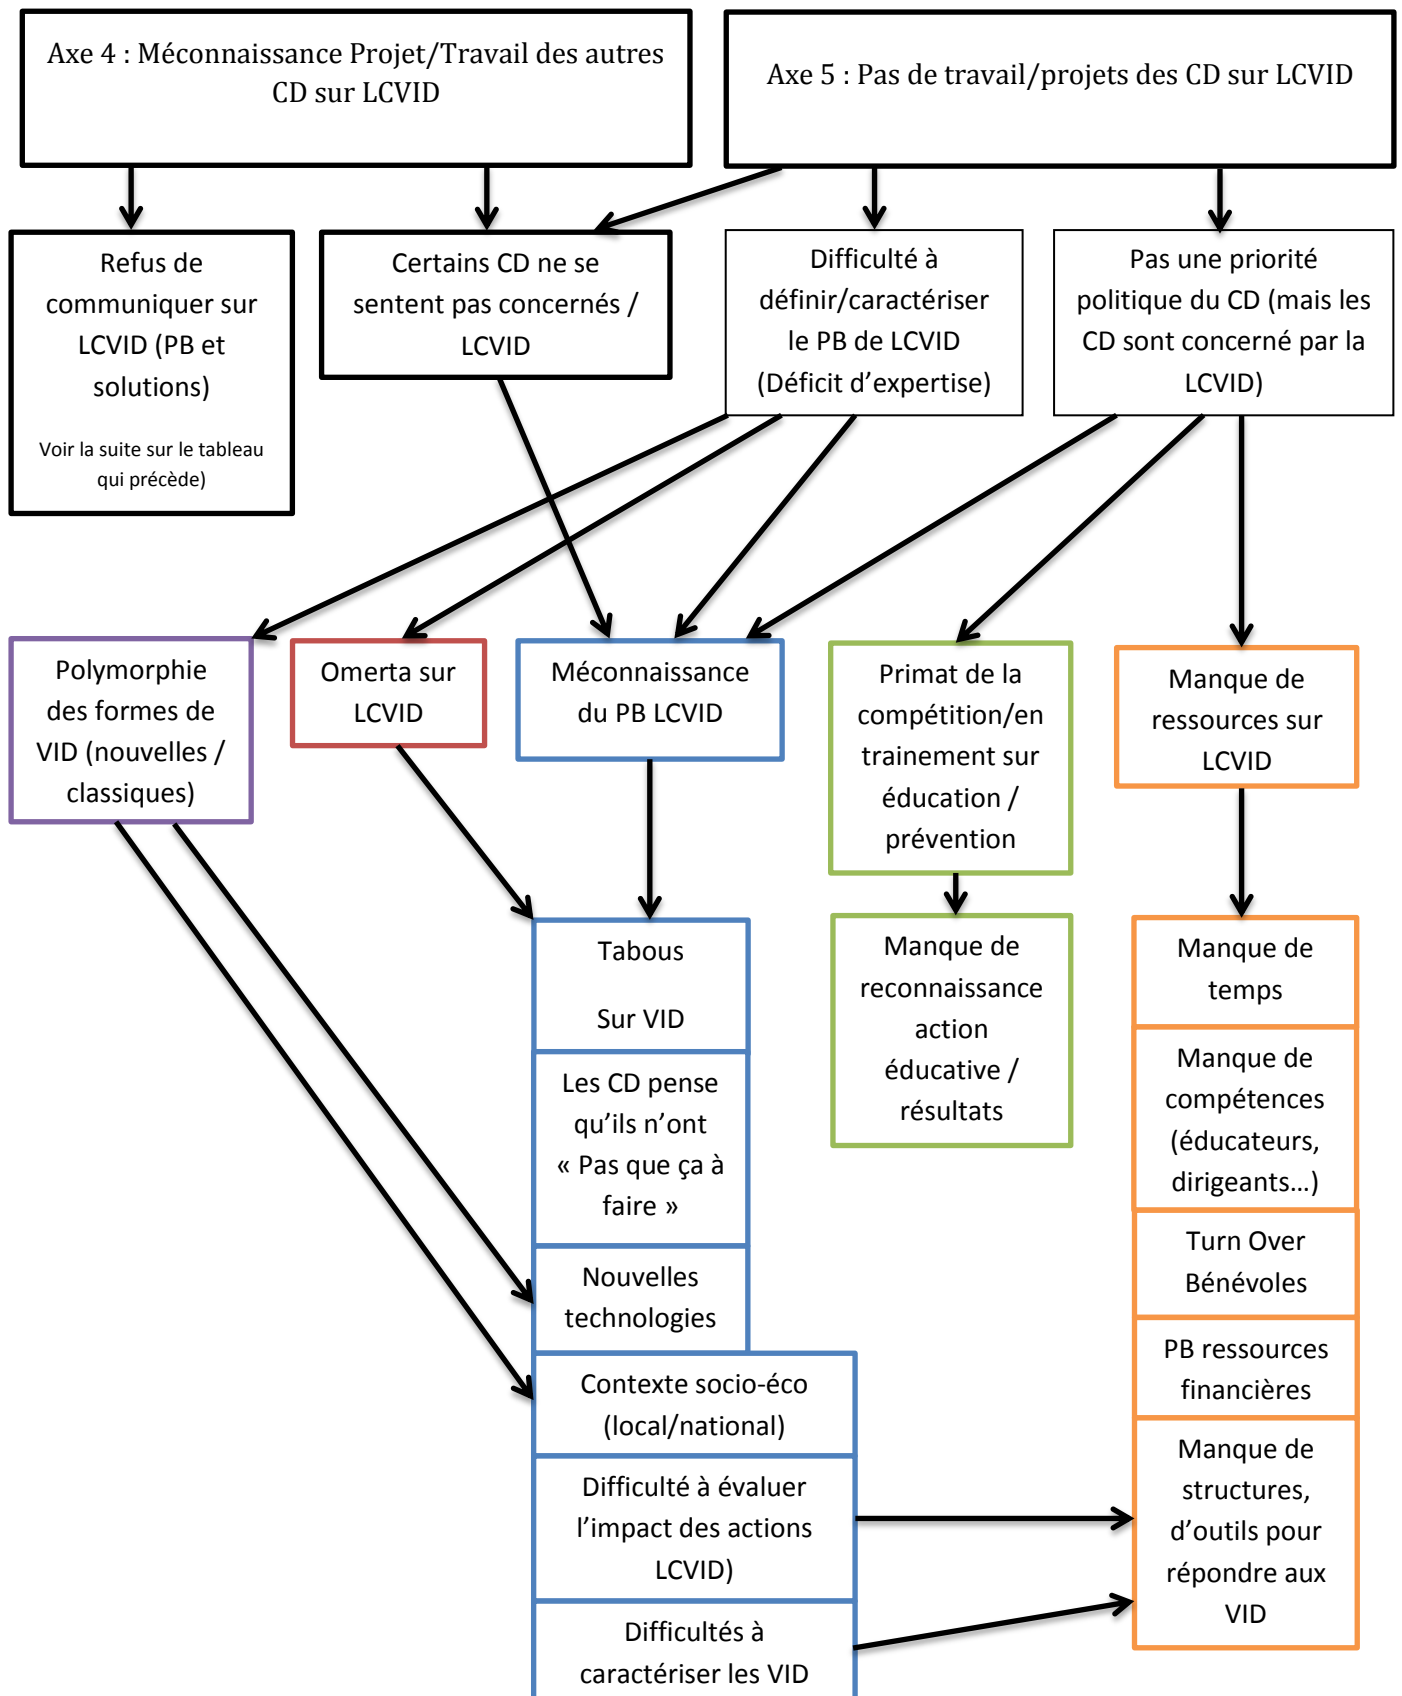 Axe 4 : Méconnaissance Projet/Travail des autres
CD sur LCVID
Axe 5 : Pas de travail/projets des CD sur LCVID
Refus de
communiquer sur
LCVID (PB et
solutions)
Voir la suite sur le tableau
qui précède)
Certains CD ne se
sentent pas concernés /
LCVID
Difficulté à
définir/caractériser
le PB de LCVID
(Déficit d’expertise)
Pas une priorité
politique du CD (mais les
CD sont concerné par la
LCVID)
Polymorphie
des formes de
VID (nouvelles /
classiques)
Omerta sur
LCVID
Méconnaissance
du PB LCVID
Primat de la
compétition/en
trainement sur
éducation /
prévention
Manque de
ressources sur
LCVID
Tabous
Sur VID
Les CD pense
qu’ils n’ont
« Pas que ça à
faire »
Nouvelles
technologies
Contexte socio-éco
(local/national)
Difficulté à évaluer
l’impact des actions
LCVID)
Difficultés à
caractériser les VID
Manque de
reconnaissance
action
éducative /
résultats
Manque de
temps
Manque de
compétences
(éducateurs,
dirigeants…)
Turn Over
Bénévoles
PB ressources
financières
Manque de
structures,
d’outils pour
répondre aux
VID